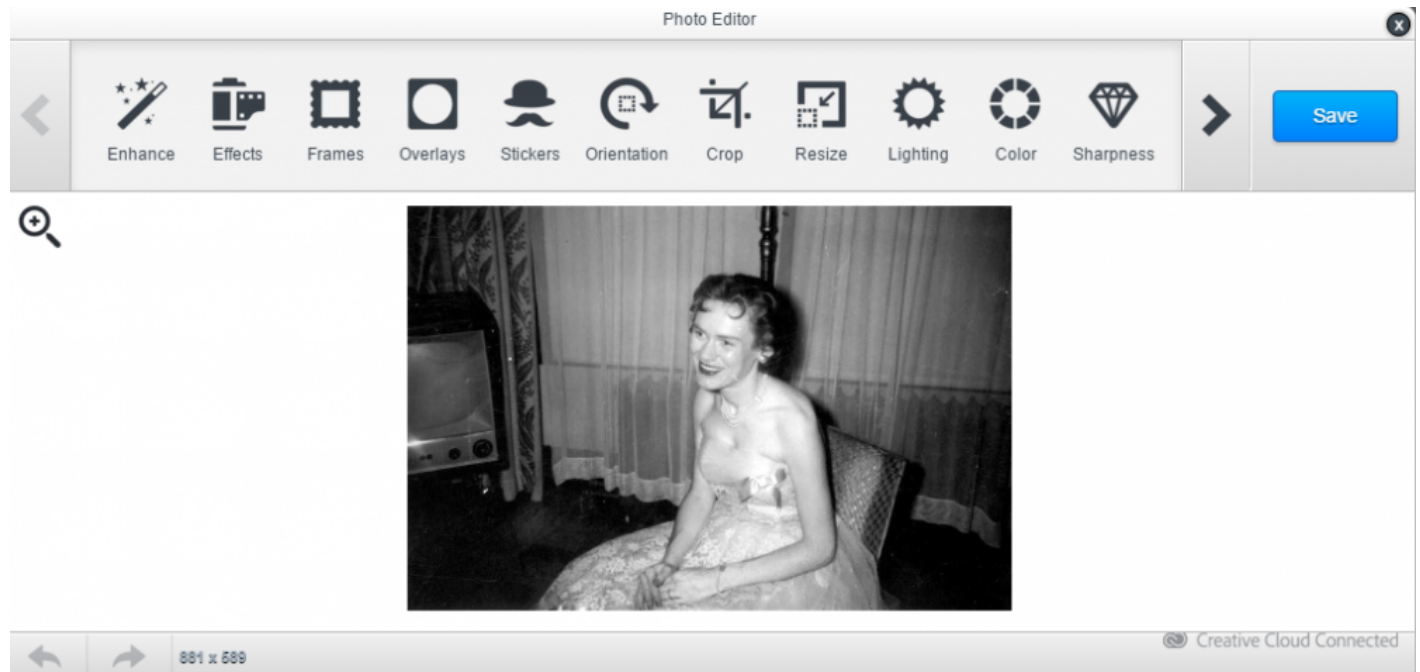 Photo Editor
X
Enhance Effects Frames Overlays Stickers Orientation Crop Resize Lighting Color Sharpness
Save
881 x 589
Creative Cloud Connected